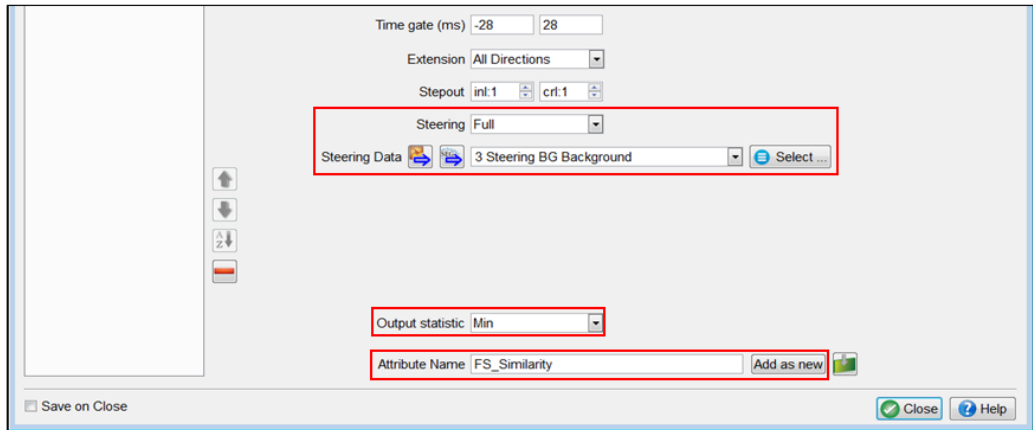 Time gate (ms) -28 28
Extension All Directions
Stepout inl:1 crl:1
Steering Full
Steering Data 3 Steering BG Background Select ...
A
Z
Output statistic Min
Attribute Name FS_Similarity Add as new
Save on Close Close ? Help